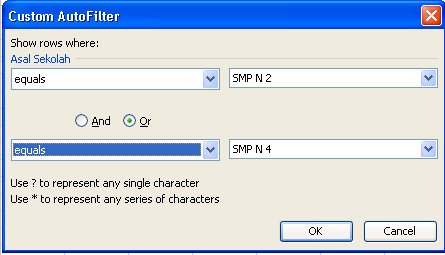 Custom AutoFilter
Show rows where:
Asal Sekolah
equals SMP N 2
And Or
equals SMP N 4
Use ? to represent any single character
Use * to represent any series of characters
OK Cancel